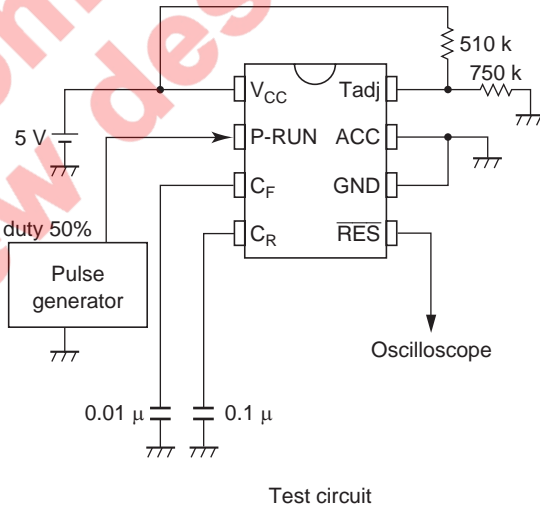 510 k
750 k
VCC
Tadj
5 V
P-RUN
ACC
CF
GND
duty 50%
CR
RES
Pulse
generator
Oscilloscope
0.01 μ
0.1 μ
Test circuit